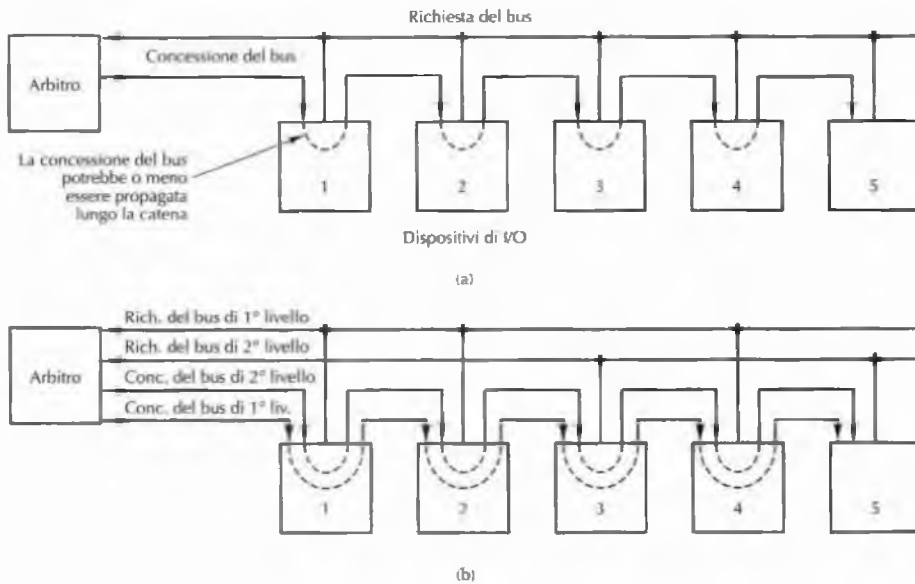 Richiesta del bus
Concessione del bus
Arbitro
La concessione del bus
potrebbe o meno
essere propagata
lungo la catena
1
2
3
4
5
Dispositivi di I/O
(a)
Rich. del bus di 1° livello
Rich. del bus di 2° livello
Arbitro
Conc. del bus di 2° livello
Conc. del bus di 1° liv.
1
2
3
4
5
(b)